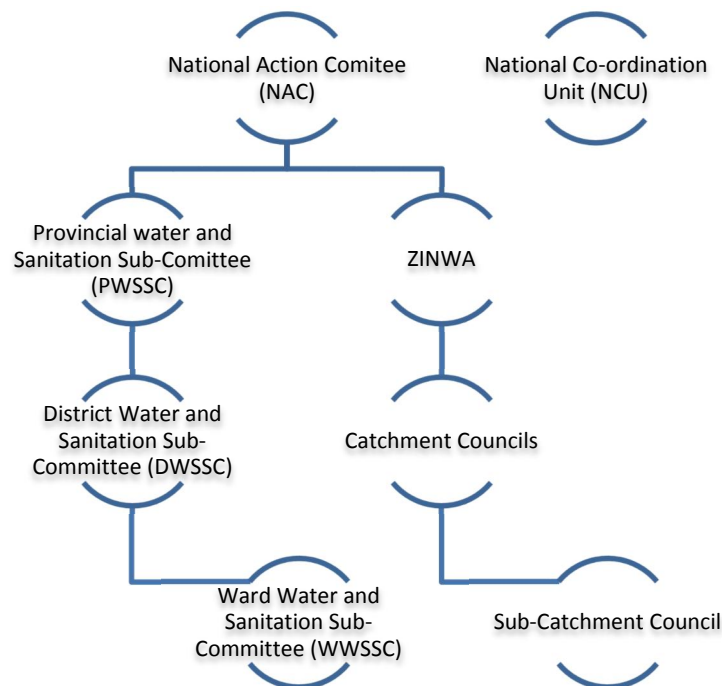 National Action Comitee
(NAC)
National Co-ordination
Unit (NCU)
Provincial water and
Sanitation Sub-Comittee
(PWSSC)
ZINWA
District Water and
Sanitation Sub-
Committee (DWSSC)
Catchment Councils
Ward Water and
Sanitation Sub-
Committee (WWSSC)
Sub-Catchment Council